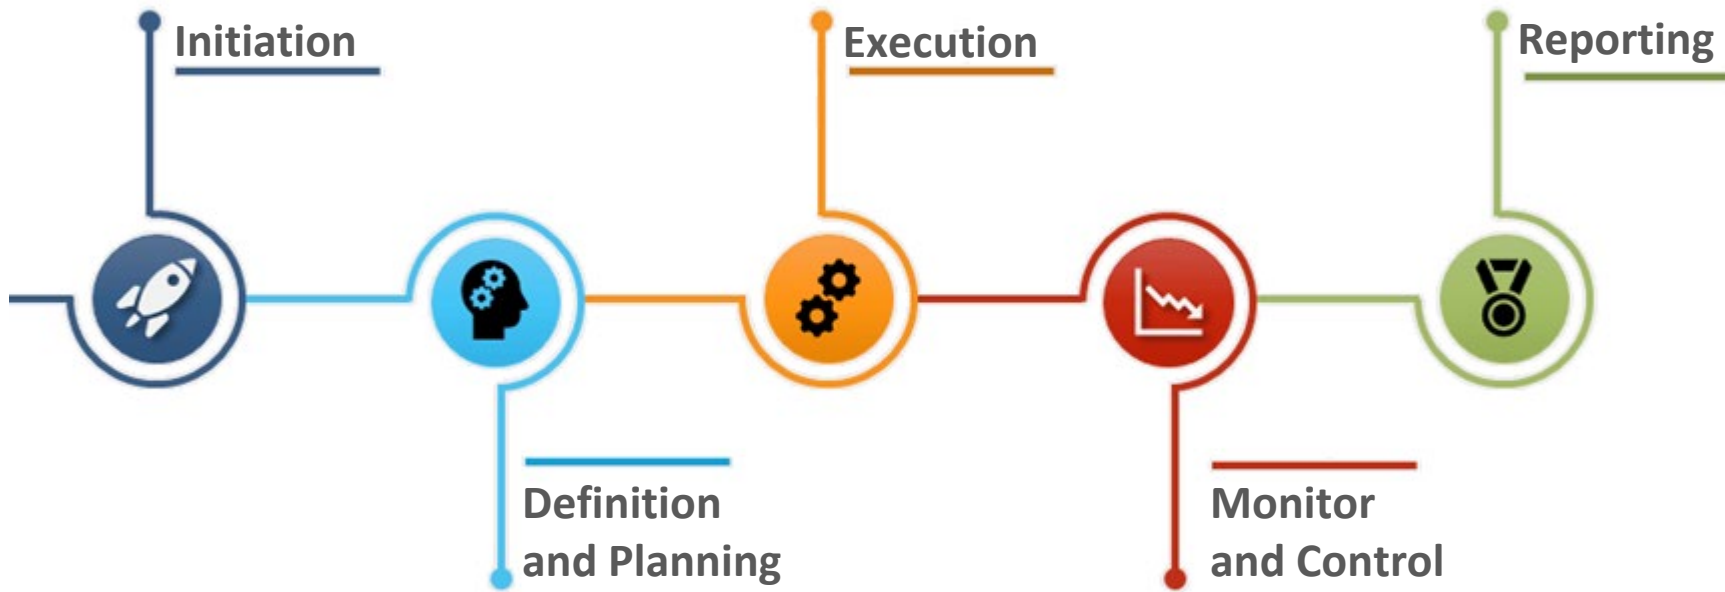 Initiation
Definition
and Planning
Execution
Monitor
and Control
Reporting